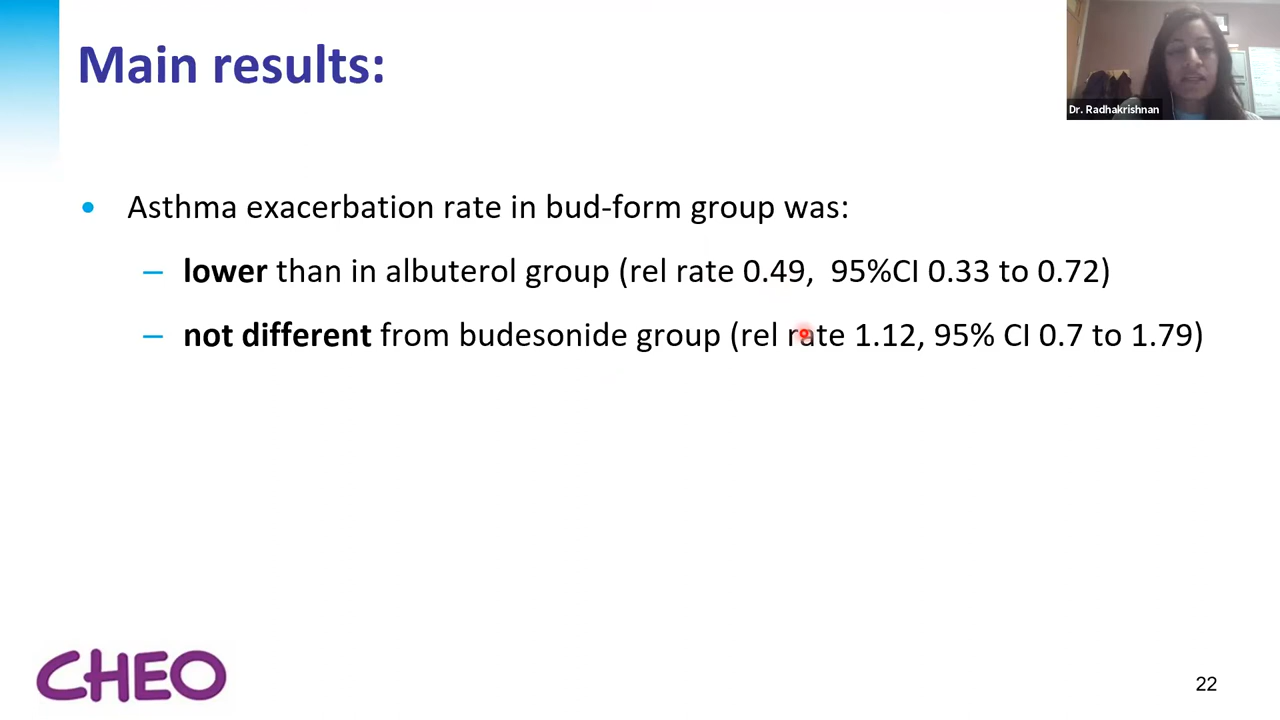 Main results:
Dr. Radhakrishnan
• Asthma exacerbation rate in bud-form group was:
– lower than in albuterol group (rel rate 0.49,  95%CI 0.33 to 0.72)
– not different from budesonide group (rel rate 1.12, 95% CI 0.7 to 1.79)
CHEO
22